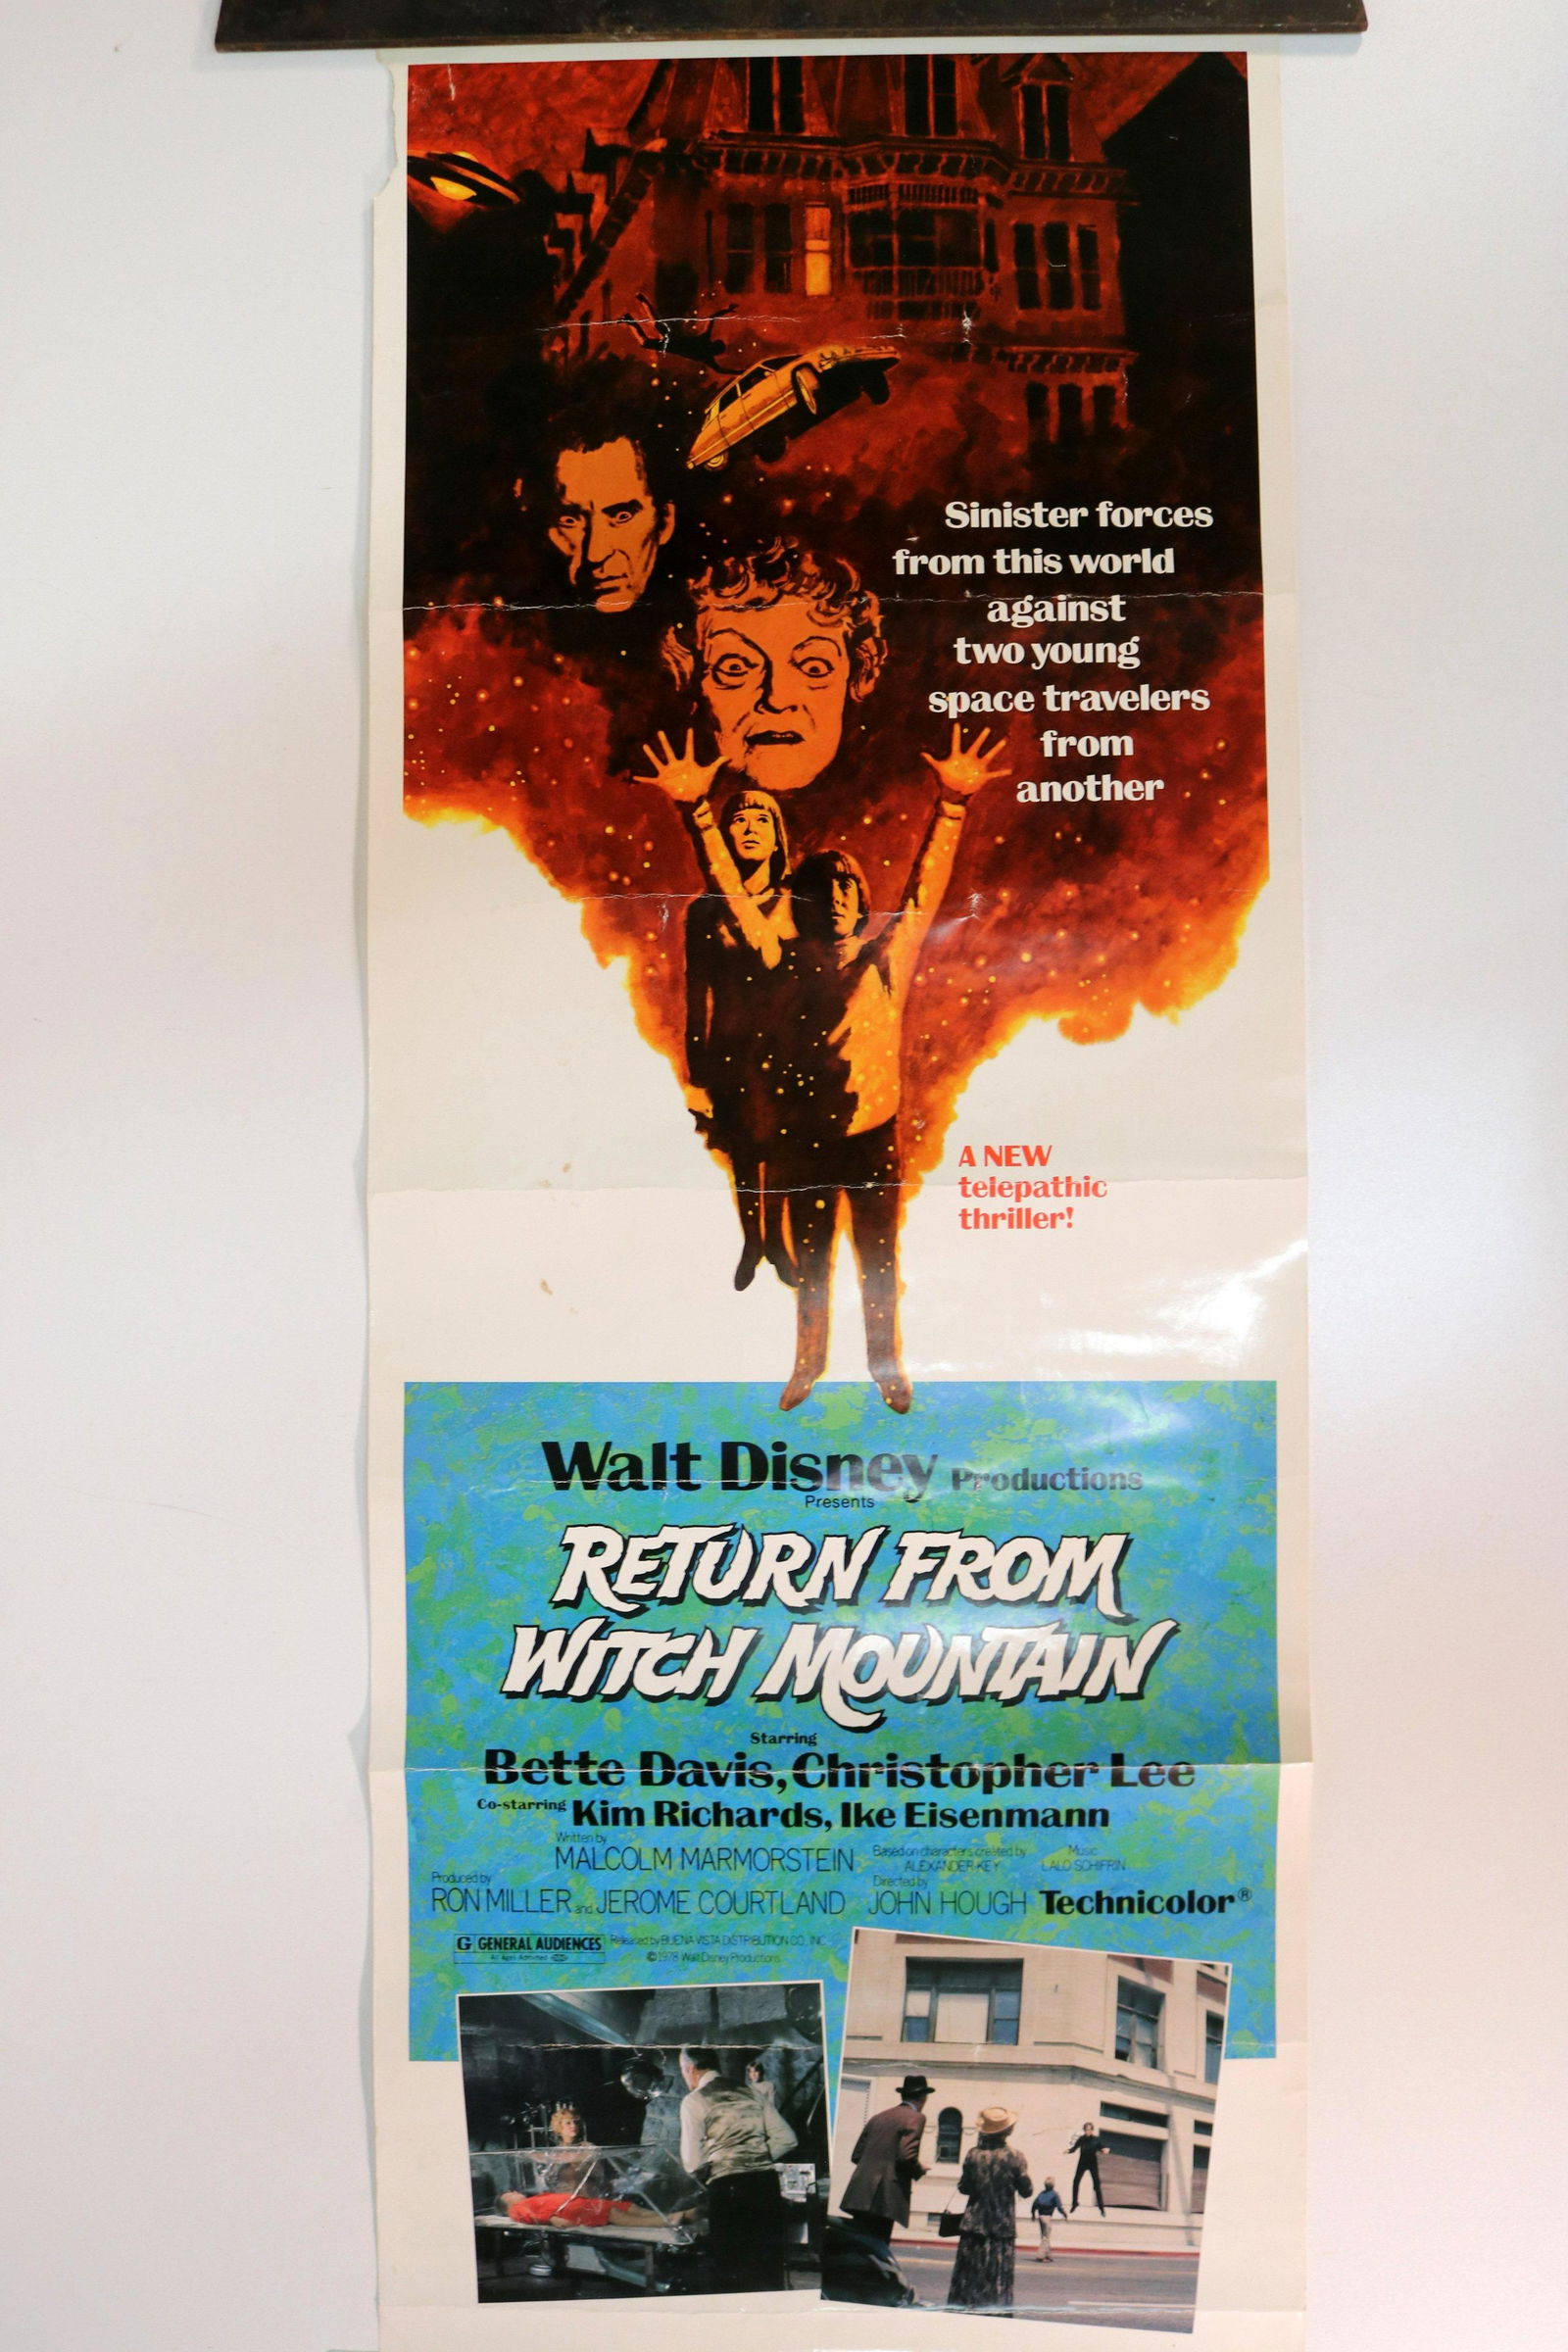 Sinister forces
from this world
against
two young
space travelers
from
another
A NEW
telepathic
thriller!
Walt Disney Productions
Presents
RETURN FROM
WITCH MOUNTAIN
Starring
Bette Davis, Christopher Lee
Co-starring Kim Richards, Ike Eisenmann
Written by
MALCOLM MARMORSTEIN
Based on characters created by
ALEXANDER KEY
Music
LALO SCHIFRIN
Produced by
RON MILLER and JEROME COURTLAND
Directed by
JOHN HOUGH
Technicolor®
G GENERAL AUDIENCES
All Ages Admitted
Released by BUENA VISTA DISTRIBUTION CO., INC.
©1978 Walt Disney Productions